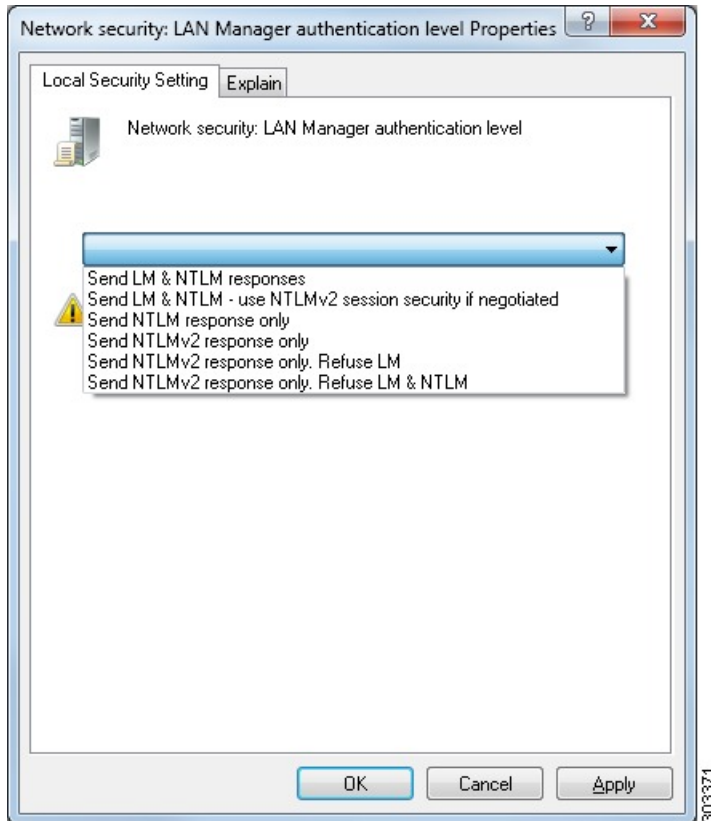 Network security: LAN Manager authentication level Properties
Local Security Setting
Explain
Network security: LAN Manager authentication level
Send LM & NTLM responses
Send LM & NTLM - use NTLMv2 session security if negotiated
Send NTLM response only
Send NTLMv2 response only
Send NTLMv2 response only. Refuse LM
Send NTLMv2 response only. Refuse LM & NTLM
OK
Cancel
Apply
303371